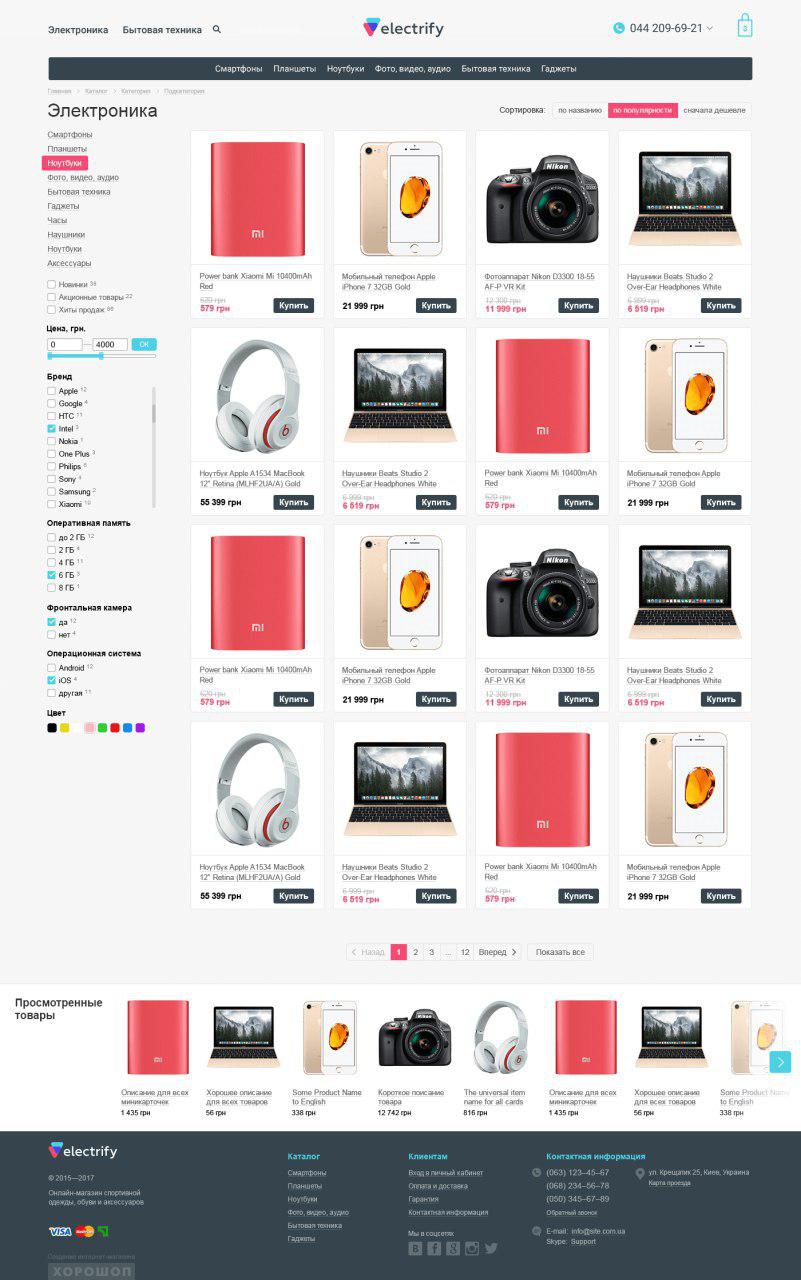 Электроника Бытовая техника
electrify
044 209-69-21
3
Смартфоны Планшеты Ноутбуки Фото, видео, аудио Бытовая техника Гаджеты
Главная Каталог Категория Подкатегория
Электроника
Сортировка: по названию по популярности сначала дешевле
Смартфоны
Планшеты
Ноутбуки
Фото, видео, аудио
Бытовая техника
Гаджеты
Часы
Наушники
Ноутбуки
Аксессуары
Новинки 36
Акционные товары 22
Хиты продаж 66
Цена, грн.
0 — 4000 ОК
Бренд
Apple 12
Google 4
HTC 11
Intel 3
Nokia 1
One Plus 3
Philips 6
Sony 4
Samsung 2
Xiaomi 10
Оперативная память
до 2 ГБ 12
2 ГБ 4
4 ГБ 11
6 ГБ 3
8 ГБ 1
Фронтальная камера
да 12
нет 4
Операционная система
Android 12
iOS 4
другая 11
Цвет
MI
Nikon
Power bank Xiaomi Mi 10400mAh
Red
620 грн
579 грн
Купить
Мобильный телефон Apple
iPhone 7 32GB Gold
21 999 грн
Купить
Фотоаппарат Nikon D3300 18-55
AF-P VR Kit
12 300 грн
11 999 грн
Купить
Наушники Beats Studio 2
Over-Ear Headphones White
6 999 грн
6 519 грн
Купить
MI
Ноутбук Apple A1534 MacBook
12" Retina (MLHF2UA/A) Gold
55 399 грн
Купить
Наушники Beats Studio 2
Over-Ear Headphones White
6 999 грн
6 519 грн
Купить
Power bank Xiaomi Mi 10400mAh
Red
620 грн
579 грн
Купить
Мобильный телефон Apple
iPhone 7 32GB Gold
21 999 грн
Купить
MI
Nikon
Power bank Xiaomi Mi 10400mAh
Red
620 грн
579 грн
Купить
Мобильный телефон Apple
iPhone 7 32GB Gold
21 999 грн
Купить
Фотоаппарат Nikon D3300 18-55
AF-P VR Kit
12 300 грн
11 999 грн
Купить
Наушники Beats Studio 2
Over-Ear Headphones White
6 999 грн
6 519 грн
Купить
MI
Ноутбук Apple A1534 MacBook
12" Retina (MLHF2UA/A) Gold
55 399 грн
Купить
Наушники Beats Studio 2
Over-Ear Headphones White
6 999 грн
6 519 грн
Купить
Power bank Xiaomi Mi 10400mAh
Red
620 грн
579 грн
Купить
Мобильный телефон Apple
iPhone 7 32GB Gold
21 999 грн
Купить
Назад 1 2 3 ... 12 Вперед Показать все
Просмотренные
товары
MI
Nikon
MI
Описание для всех
миникарточек
1 435 грн
Хорошее описание
для всех товаров
56 грн
Some Product Name
to English
338 грн
Короткое поисание
товара
12 742 грн
The universal item
name for all cards
816 грн
Описание для всех
миникарточек
1 435 грн
Хорошее описание
для всех товаров
56 грн
Some Product Name
to English
338 грн
electrify
© 2015—2017
Онлайн-магазин спортивной
одежды, обуви и аксессуаров
VISA MasterCard
Создание интернет-магазина
ХОРОШОП
Каталог
Смартфоны
Планшеты
Ноутбуки
Фото, видео, аудио
Бытовая техника
Гаджеты
Клиентам
Вход в личный кабинет
Оплата и доставка
Гарантия
Контактная информация
Мы в соцсетях
Контактная информация
(063) 123–45–67
(068) 234–56–78
(050) 345–67–89
Обратный звонок
E-mail: info@site.com.ua
Skype: Support
ул. Крещатик 25, Киев, Украина
Карта проезда